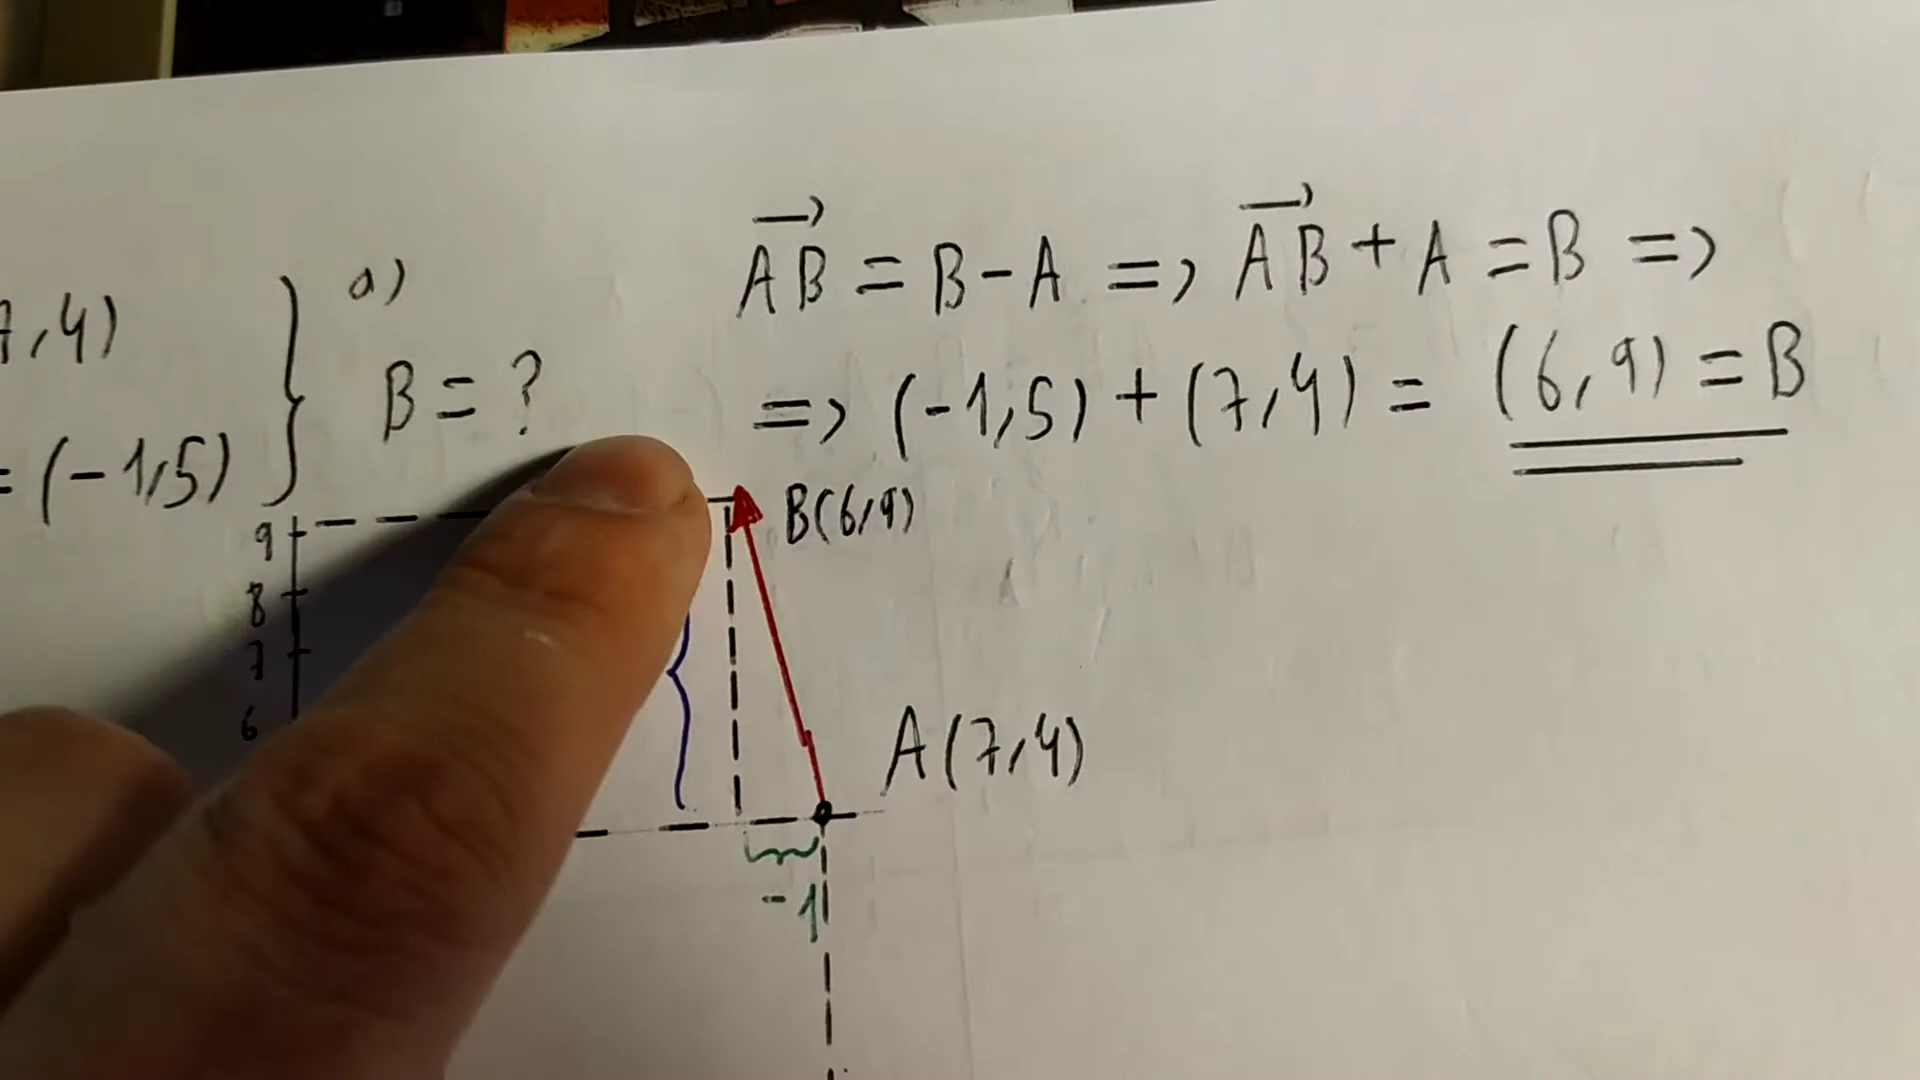 a)
AB = B - A => AB + A = B =>
,4)
B = ?
=> (-1,5) + (7,4) = (6,9) = B
= (-1,5)
B(6,9)
9
8
7
6
A(7,4)
-1